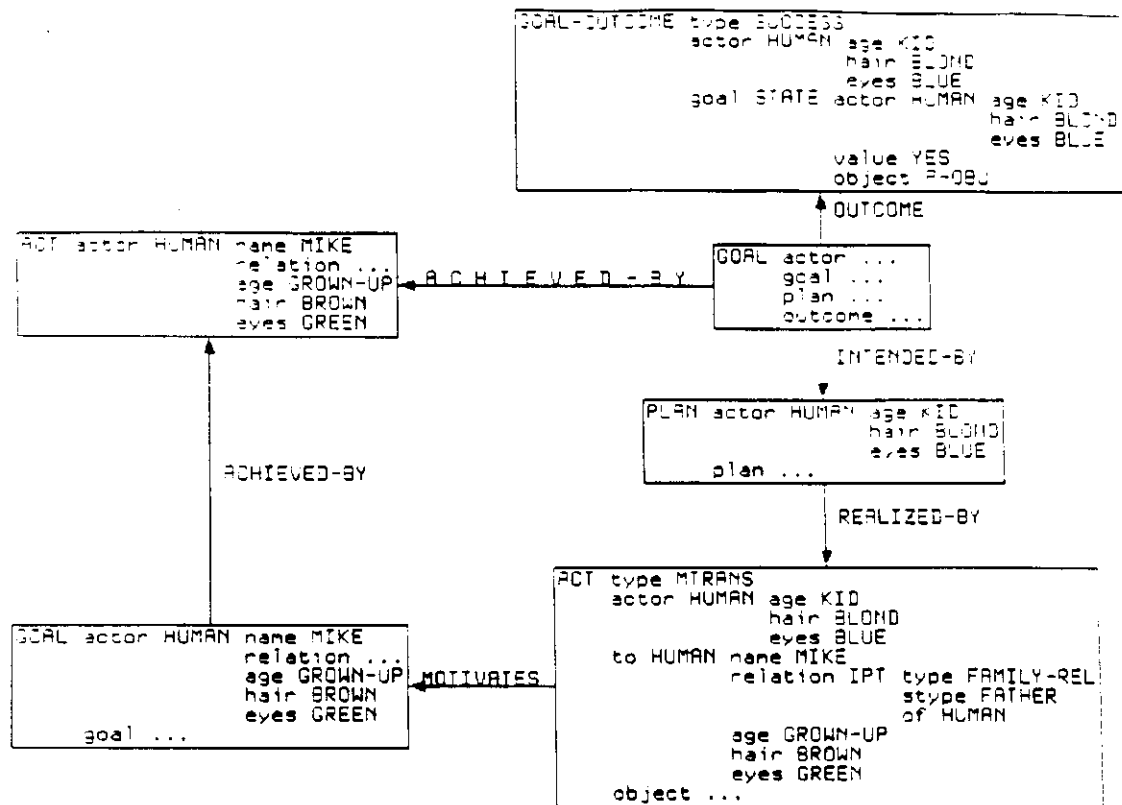 GOAL-OUTCOME type SUCCESS
actor HUMAN age KID
hair BLOND
eyes BLUE
goal STATE actor HUMAN age KID
hair BLOND
eyes BLUE
value YES
object P-OBJ
OUTCOME
ACT actor HUMAN name MIKE
relation ...
age GROWN-UP
hair BROWN
eyes GREEN
ACHIEVED-BY
GOAL actor ...
goal ...
plan ...
outcome ...
INTENDED-BY
PLAN actor HUMAN age KID
hair BLOND
eyes BLUE
plan ...
ACHIEVED-BY
REALIZED-BY
ACT type MTRANS
actor HUMAN age KID
hair BLOND
eyes BLUE
to HUMAN name MIKE
relation IPT type FAMILY-REL
stype FATHER
of HUMAN
age GROWN-UP
hair BROWN
eyes GREEN
object ...
MOTIVATES
GOAL actor HUMAN name MIKE
relation ...
age GROWN-UP
hair BROWN
eyes GREEN
goal ...